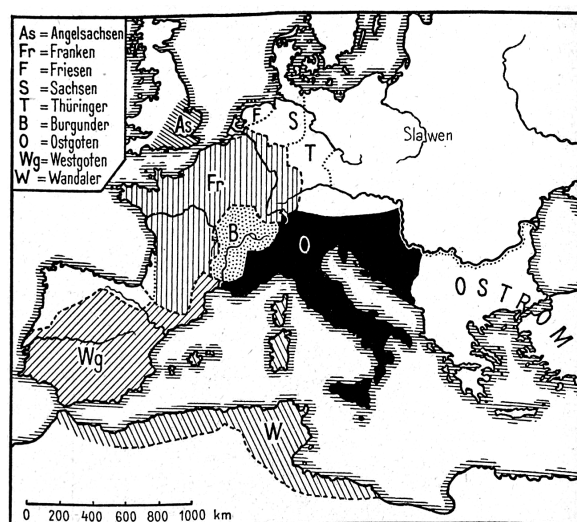 As = Angelsachsen
Fr = Franken
F = Friesen
S = Sachsen
T = Thüringer
B = Burgunder
O = Ostgoten
Wg = Westgoten
W = Wandaler
As
F
S
T
Slawen
Fr
B
O
OSTROM
Wg
W
0 200 400 600 800 1000 km